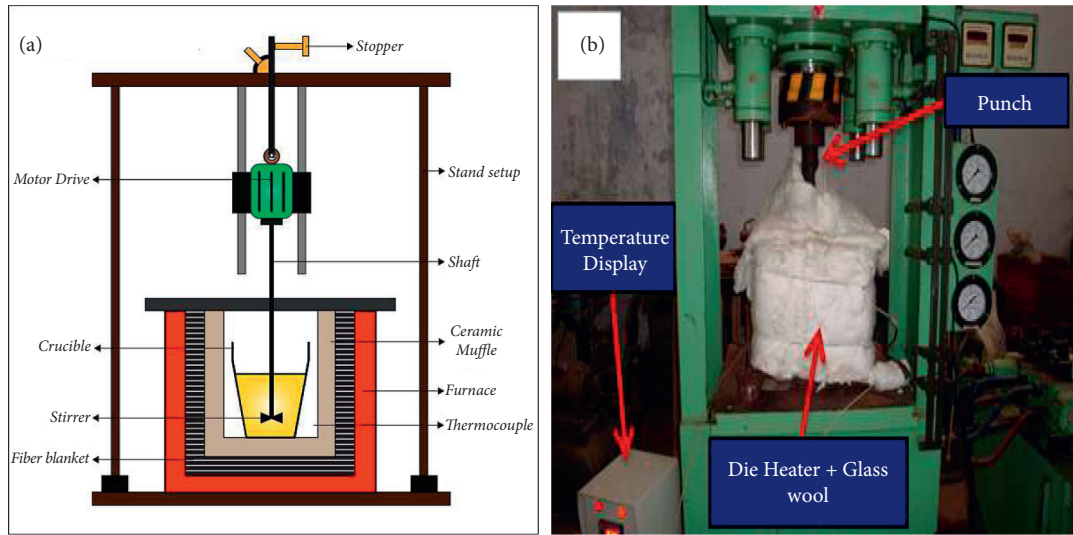 (a)
Stopper
Motor Drive
Stand setup
Shaft
Crucible
Ceramic
Muffle
Furnace
Stirrer
Thermocouple
Fiber blanket
(b)
Punch
Temperature
Display
Die Heater + Glass
wool